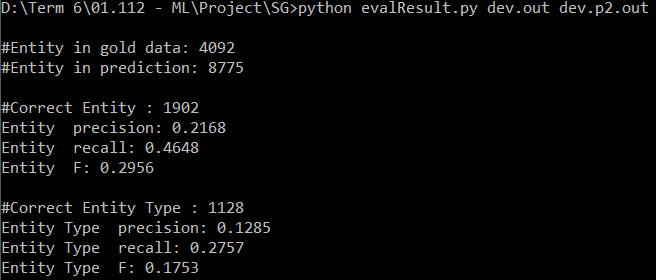 D:\Term 6\01.112 - ML\Project\SG>python evalResult.py dev.out dev.p2.out
#Entity in gold data: 4092
#Entity in prediction: 8775
#Correct Entity : 1902
Entity  precision: 0.2168
Entity  recall: 0.4648
Entity  F: 0.2956
#Correct Entity Type : 1128
Entity Type  precision: 0.1285
Entity Type  recall: 0.2757
Entity Type  F: 0.1753